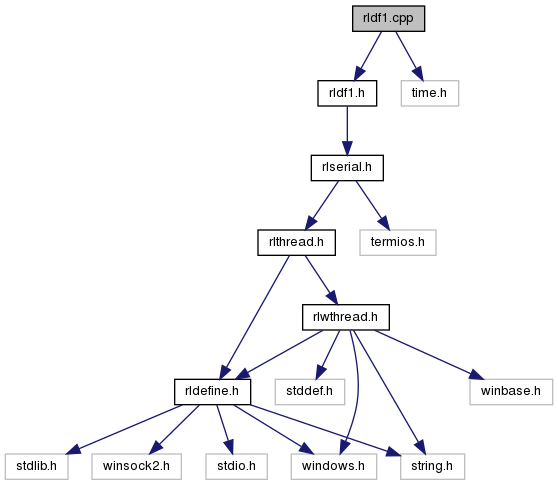 rldf1.cpp
rldf1.h
time.h
rlserial.h
rlthread.h
termios.h
rlwthread.h
rldefine.h
stddef.h
winbase.h
stdlib.h
winsock2.h
stdio.h
windows.h
string.h